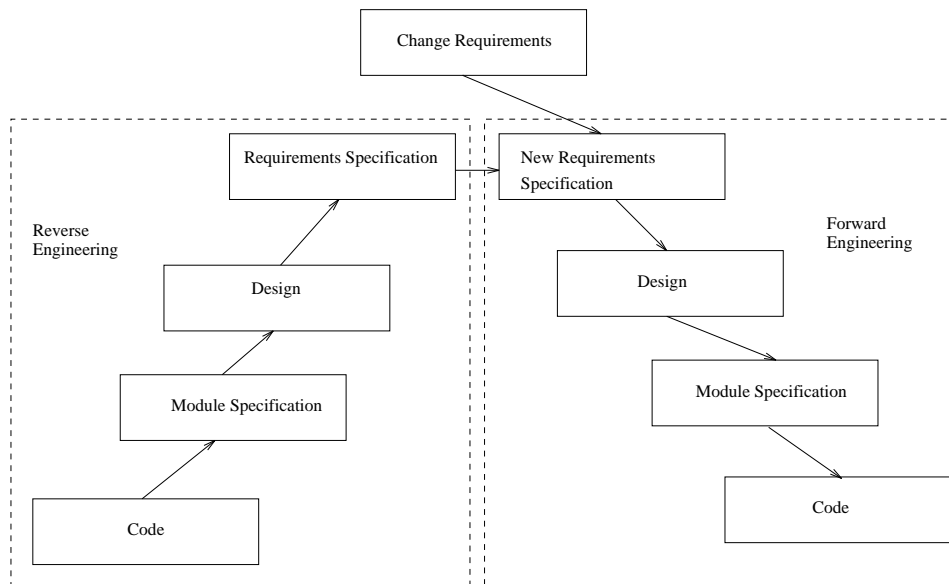 Change Requirements
Requirements Specification
New Requirements
Specification
Reverse
Engineering
Forward
Engineering
Design
Design
Module Specification
Module Specification
Code
Code